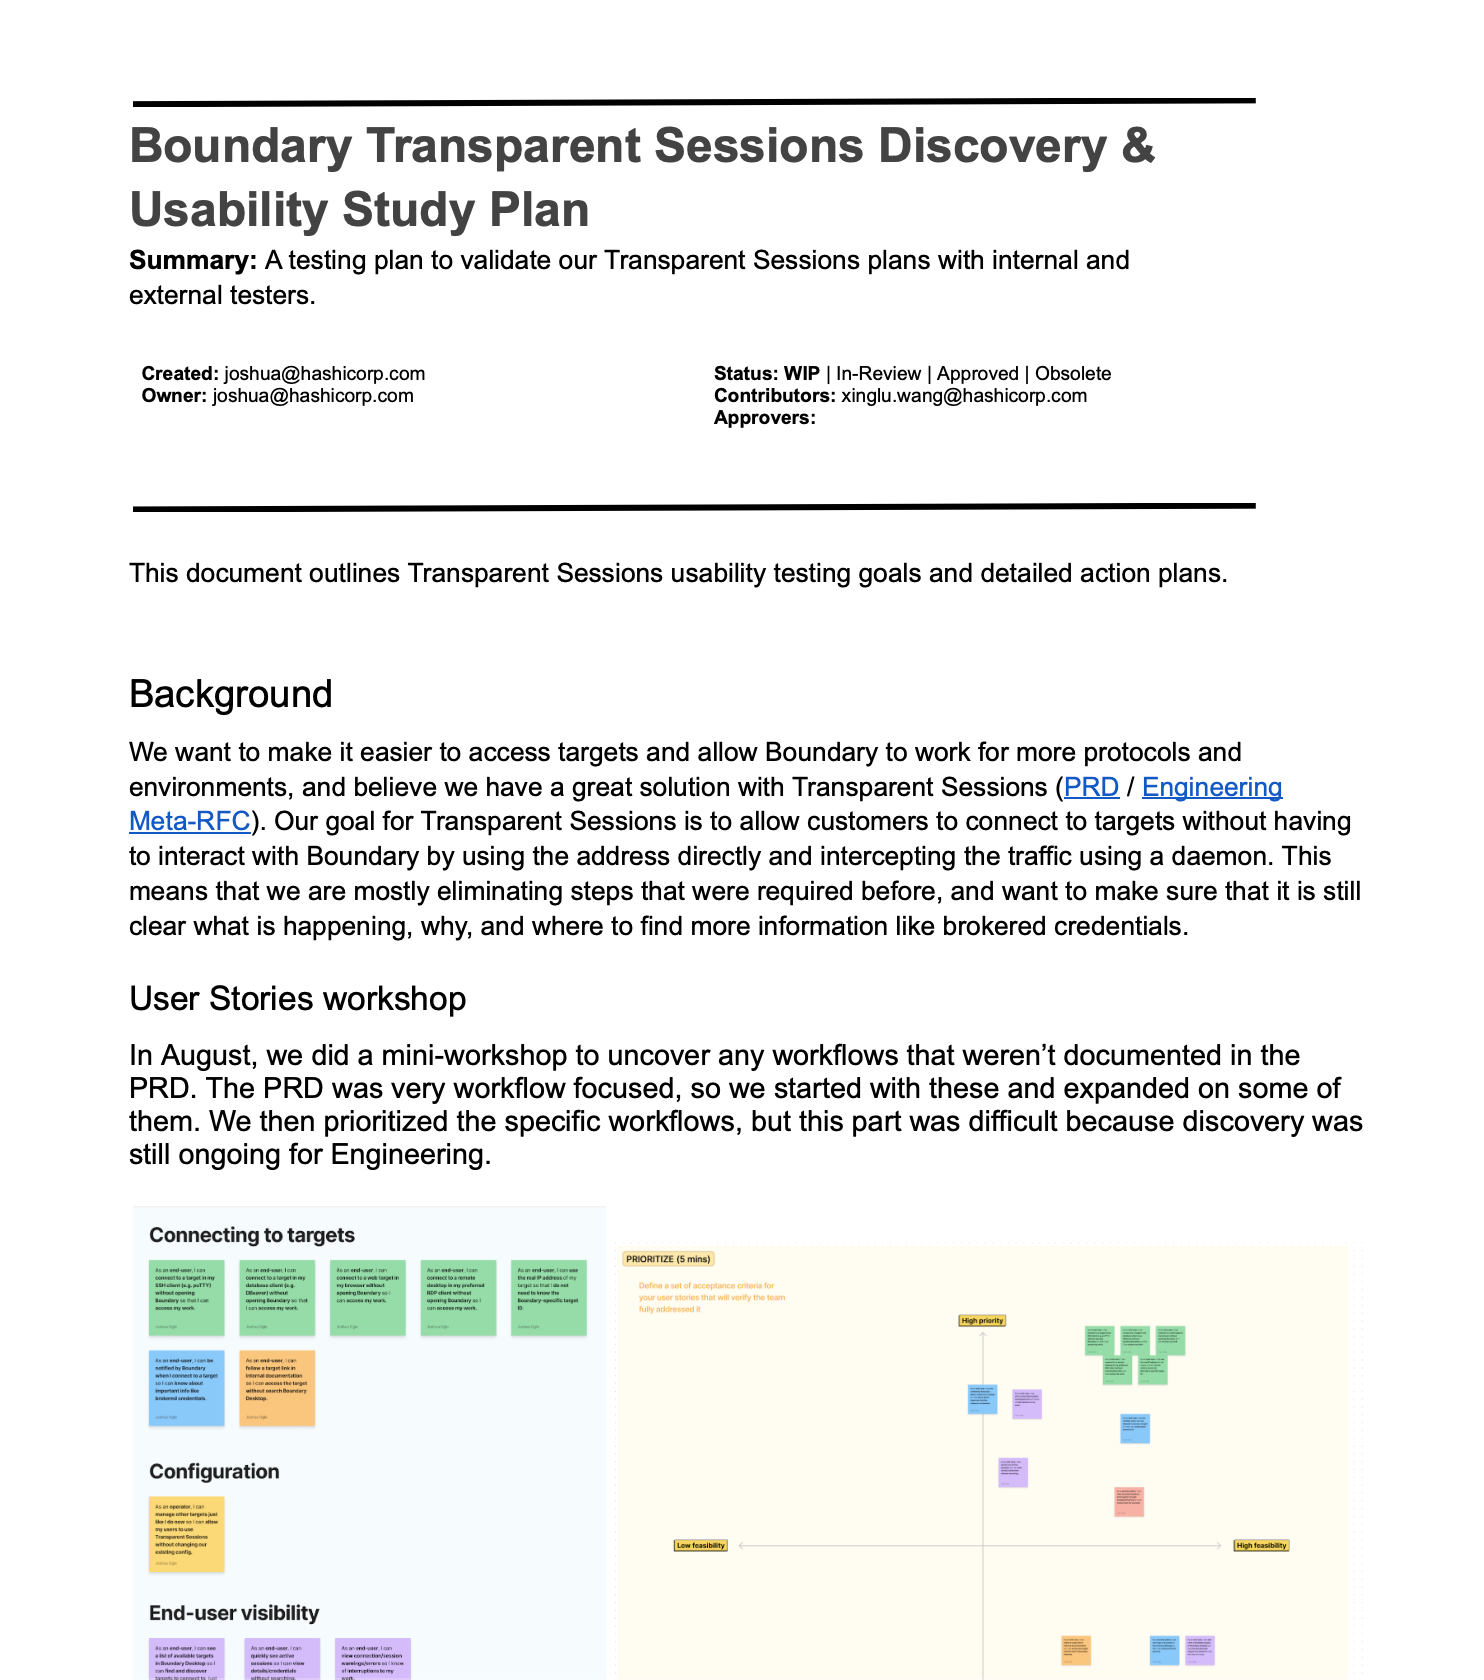 Boundary Transparent Sessions Discovery &
Usability Study Plan
Summary: A testing plan to validate our Transparent Sessions plans with internal and
external testers.
Created: joshua@hashicorp.com
Owner: joshua@hashicorp.com
Status: WIP | In-Review | Approved | Obsolete
Contributors: xinglu.wang@hashicorp.com
Approvers:
This document outlines Transparent Sessions usability testing goals and detailed action plans.
Background
We want to make it easier to access targets and allow Boundary to work for more protocols and
environments, and believe we have a great solution with Transparent Sessions (PRD / Engineering
Meta-RFC). Our goal for Transparent Sessions is to allow customers to connect to targets without having
to interact with Boundary by using the address directly and intercepting the traffic using a daemon. This
means that we are mostly eliminating steps that were required before, and want to make sure that it is still
clear what is happening, why, and where to find more information like brokered credentials.
User Stories workshop
In August, we did a mini-workshop to uncover any workflows that weren’t documented in the
PRD. The PRD was very workflow focused, so we started with these and expanded on some of
them. We then prioritized the specific workflows, but this part was difficult because discovery was
still ongoing for Engineering.
Connecting to targets
As an end-user, I can
connect to a target in my
SSH client (e.g. puTTY)
without opening
Boundary so that I can
access my work.
As an end-user, I can
connect to a target in my
database client (e.g.
DBeaver) without
opening Boundary so that
I can access my work.
As an end-user, I can
connect to a web target in
my browser without
opening Boundary so I
can access my work.
As an end-user, I can
connect to a remote
desktop in my preferred
RDP client without
opening Boundary so I
can access my work.
As an end-user, I can use
the real IP address of my
target so that I do not
need to know the
Boundary-specific target
ID.
As an end-user, I can be
notified by Boundary
when I connect to a target
so I can know about
important info like
brokered credentials.
As an end-user, I can
follow a target link in
internal documentation
so I can access the target
without search Boundary
Desktop.
Configuration
As an operator, I can
manage other targets just
like I do now so I can allow
my users to use
Transparent Sessions
without changing our
existing config.
End-user visibility
As an end-user, I can see
a list of available targets
in Boundary Desktop so I
can find and discover
targets to connect to, just
As an end-user, I can
quickly see active
sessions so I can view
details/credentials
without searching.
As an end-user, I can
view connection/session
warnings/errors so I know
of interruptions to my
work.
PRIORITIZE (5 mins)
Define a set of acceptance criteria for
your user stories that will verify the team
fully addressed it
High priority
Low feasibility
High feasibility